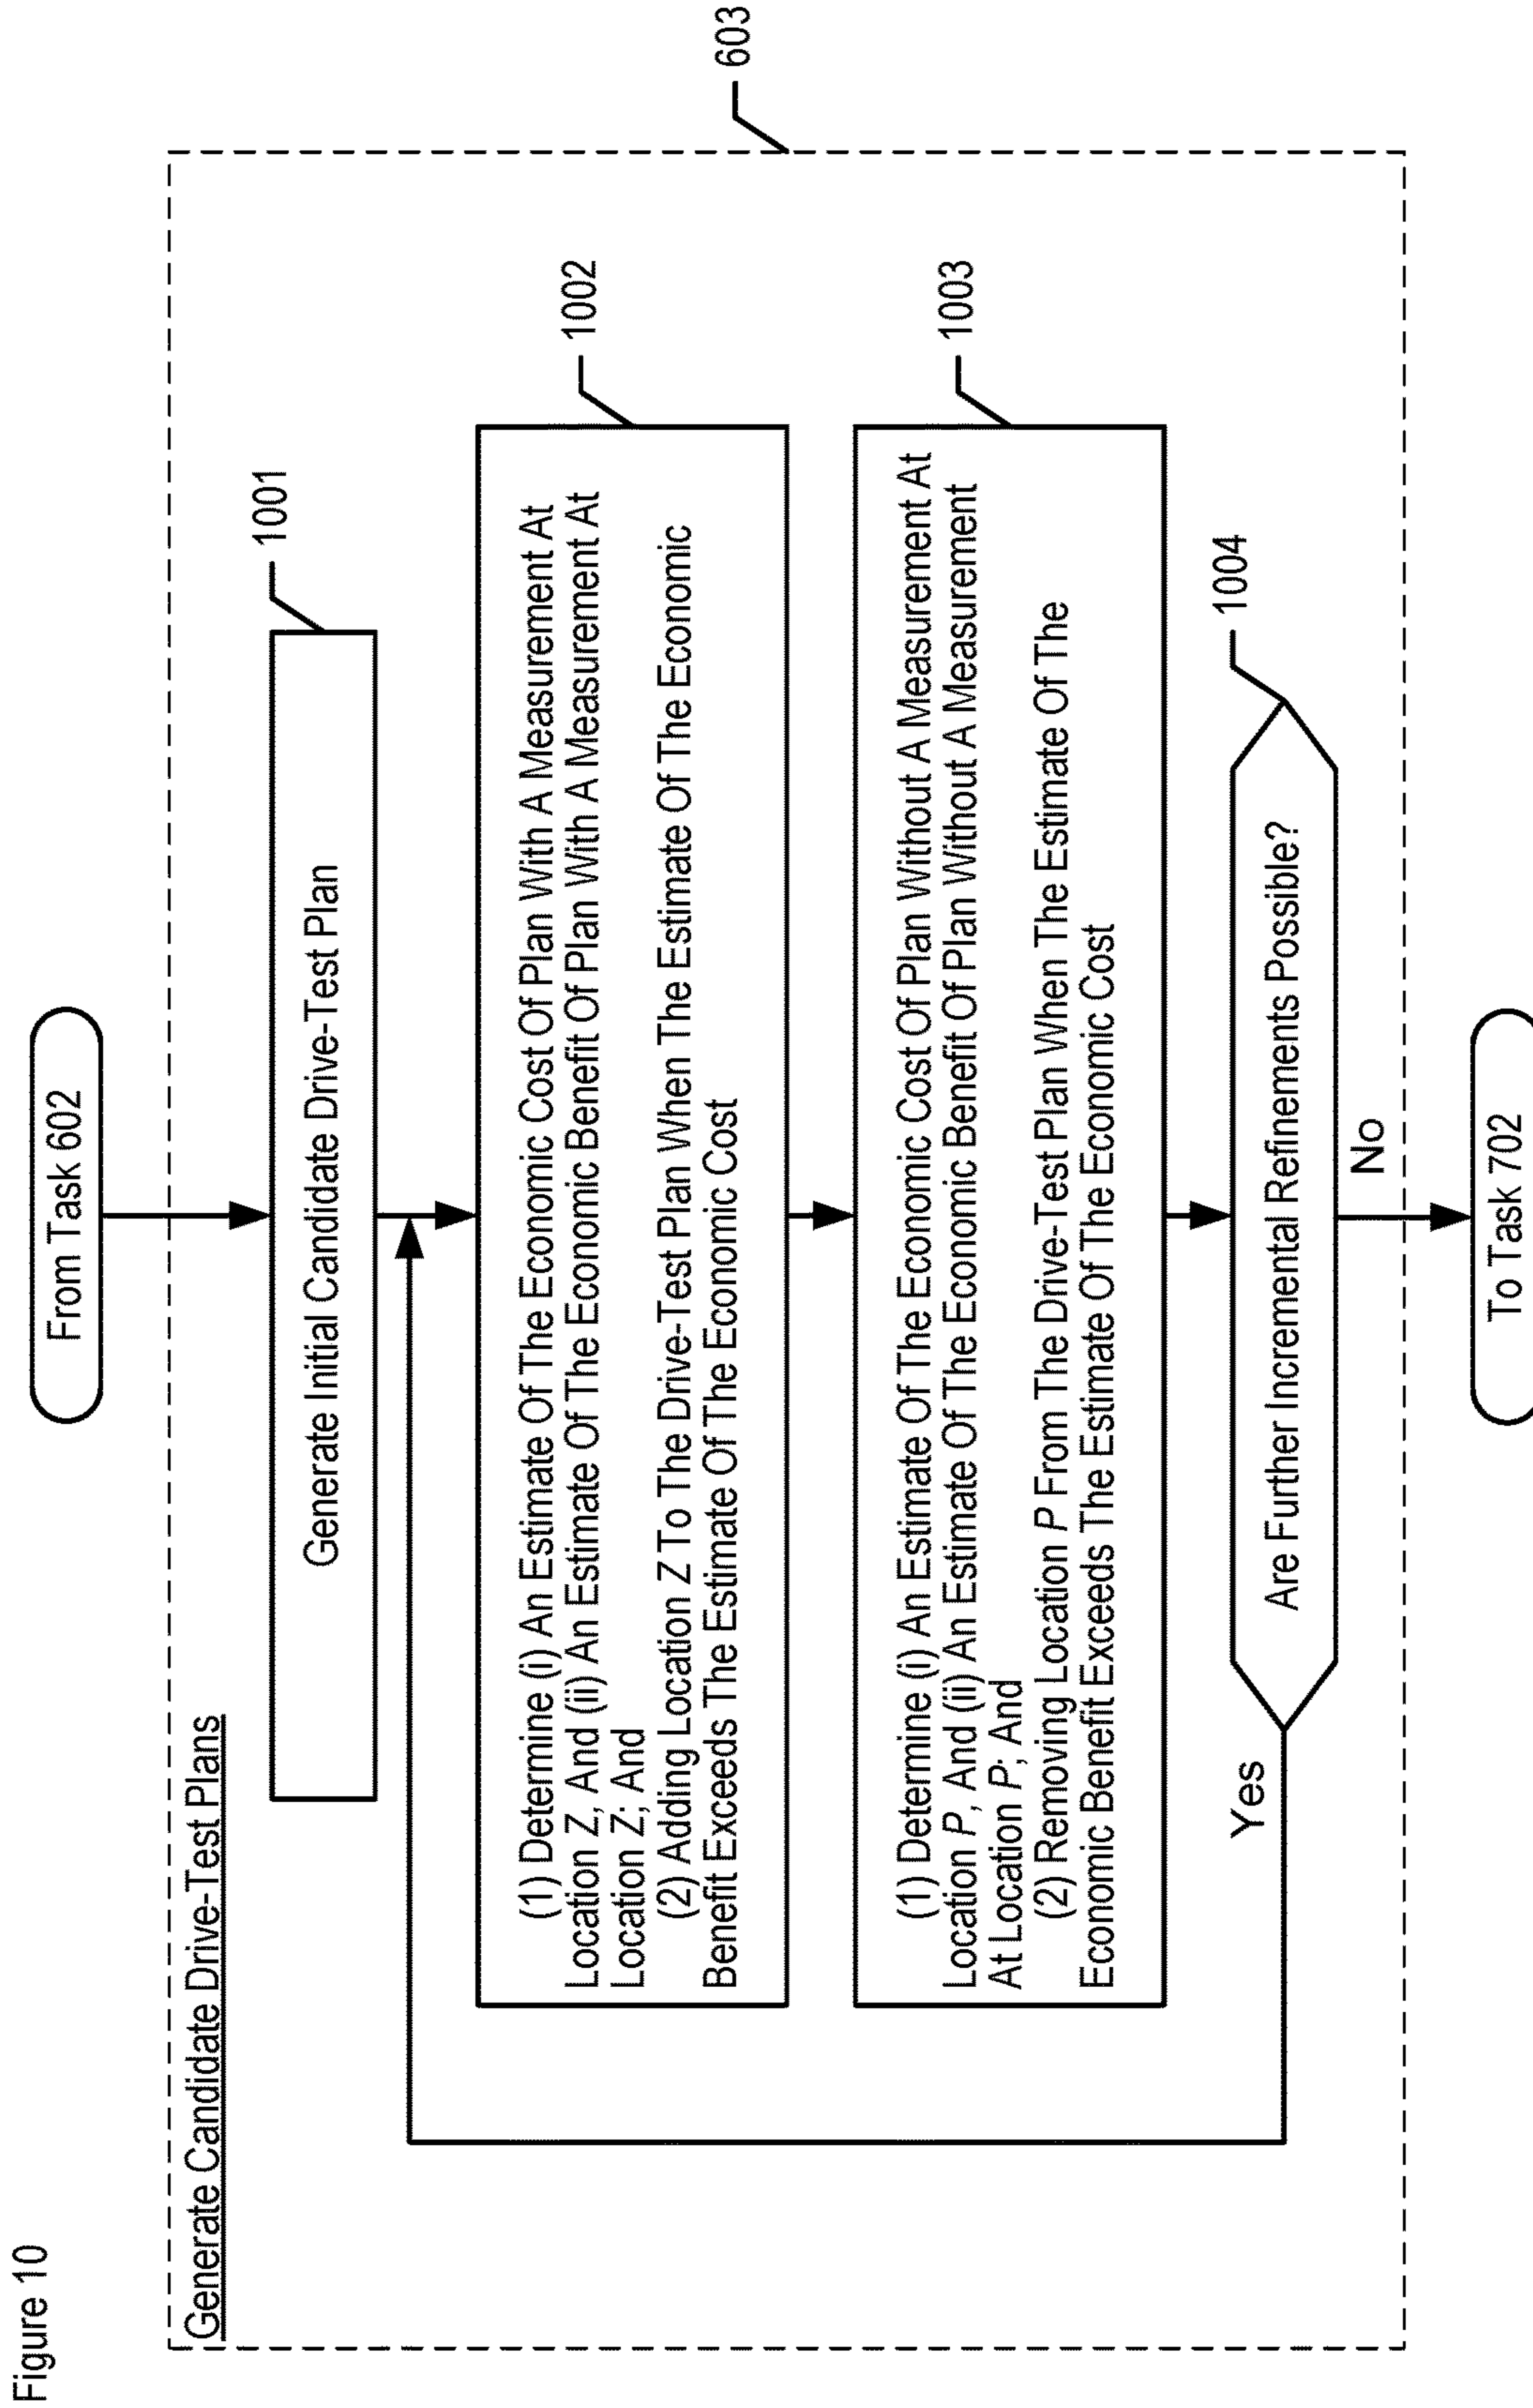 Figure 10
From Task 602
Generate Candidate Drive-Test Plans
603
1001
Generate Initial Candidate Drive-Test Plan
1002
(1) Determine (i) An Estimate Of The Economic Cost Of Plan With A Measurement At
Location Z, And (ii) An Estimate Of The Economic Benefit Of Plan With A Measurement At
Location Z; And
(2) Adding Location Z To The Drive-Test Plan When The Estimate Of The Economic
Benefit Exceeds The Estimate Of The Economic Cost
1003
(1) Determine (i) An Estimate Of The Economic Cost Of Plan Without A Measurement At
Location P, And (ii) An Estimate Of The Economic Benefit Of Plan Without A Measurement
At Location P; And
(2) Removing Location P From The Drive-Test Plan When The Estimate Of The
Economic Benefit Exceeds The Estimate Of The Economic Cost
1004
Are Further Incremental Refinements Possible?
Yes
No
To Task 702